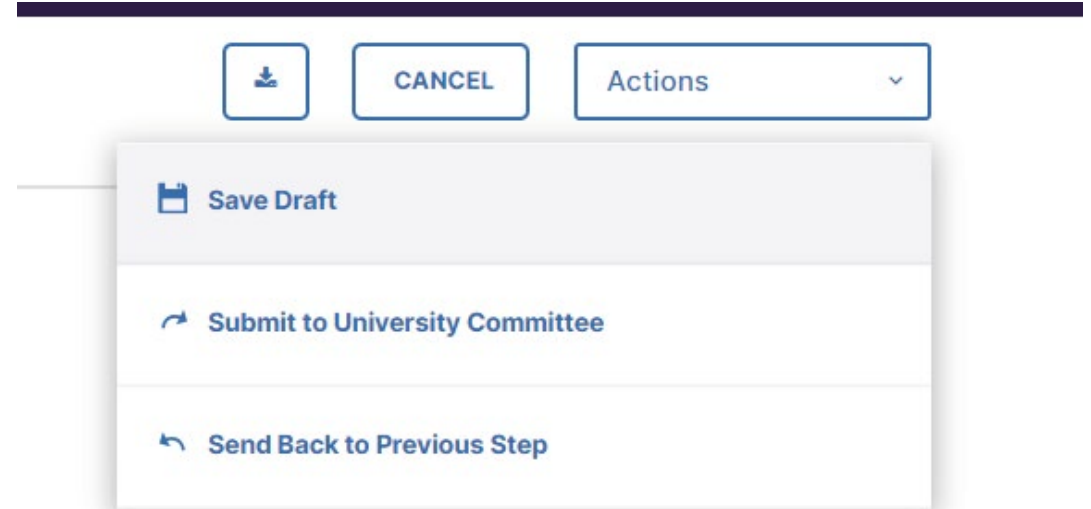 CANCEL
Actions
Save Draft
Submit to University Committee
Send Back to Previous Step